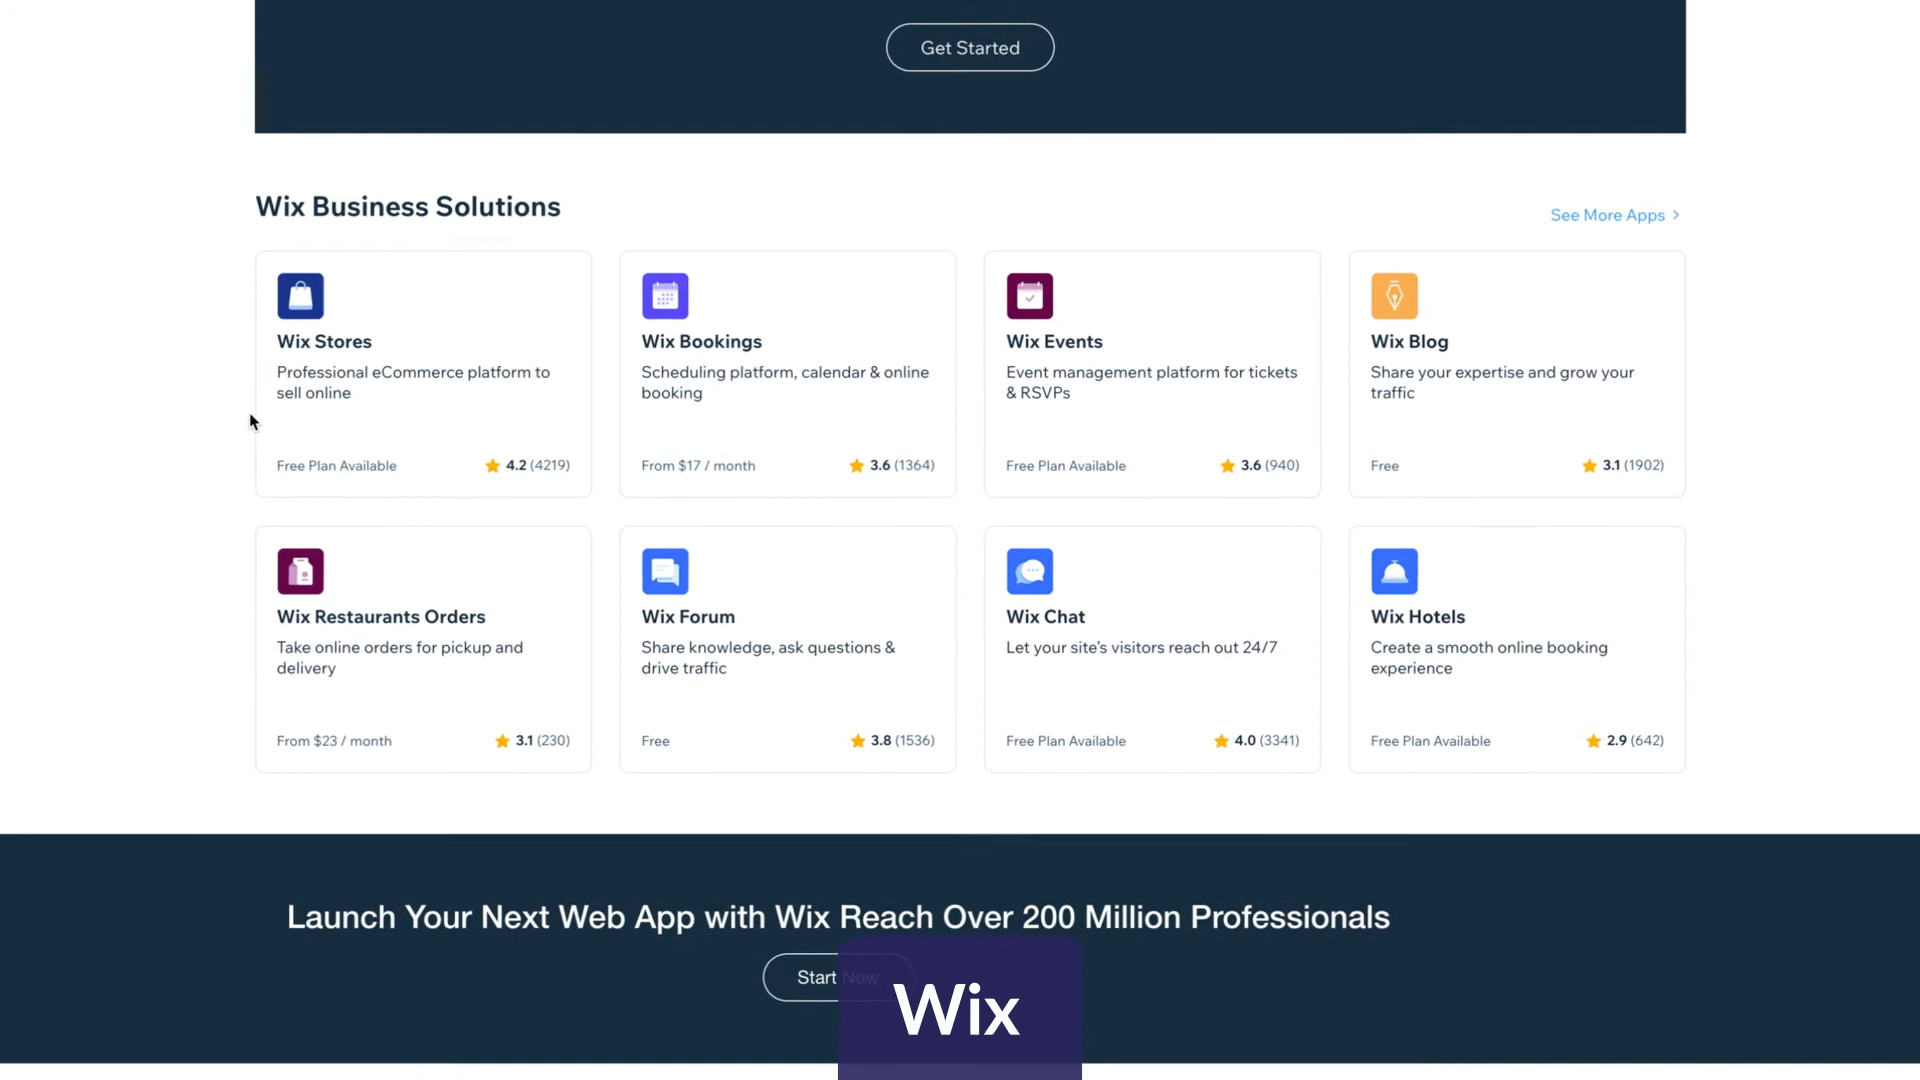 Get Started
Wix Business Solutions
See More Apps >
Wix Stores
Professional eCommerce platform to
sell online
Free Plan Available
4.2 (4219)
Wix Bookings
Scheduling platform, calendar & online
booking
From $17 / month
3.6 (1364)
Wix Events
Event management platform for tickets
& RSVPs
Free Plan Available
3.6 (940)
Wix Blog
Share your expertise and grow your
traffic
Free
3.1 (1902)
Wix Restaurants Orders
Take online orders for pickup and
delivery
From $23 / month
3.1 (230)
Wix Forum
Share knowledge, ask questions &
drive traffic
Free
3.8 (1536)
Wix Chat
Let your site's visitors reach out 24/7
Free Plan Available
4.0 (3341)
Wix Hotels
Create a smooth online booking
experience
Free Plan Available
2.9 (642)
Launch Your Next Web App with Wix Reach Over 200 Million Professionals
Start Now
Wix